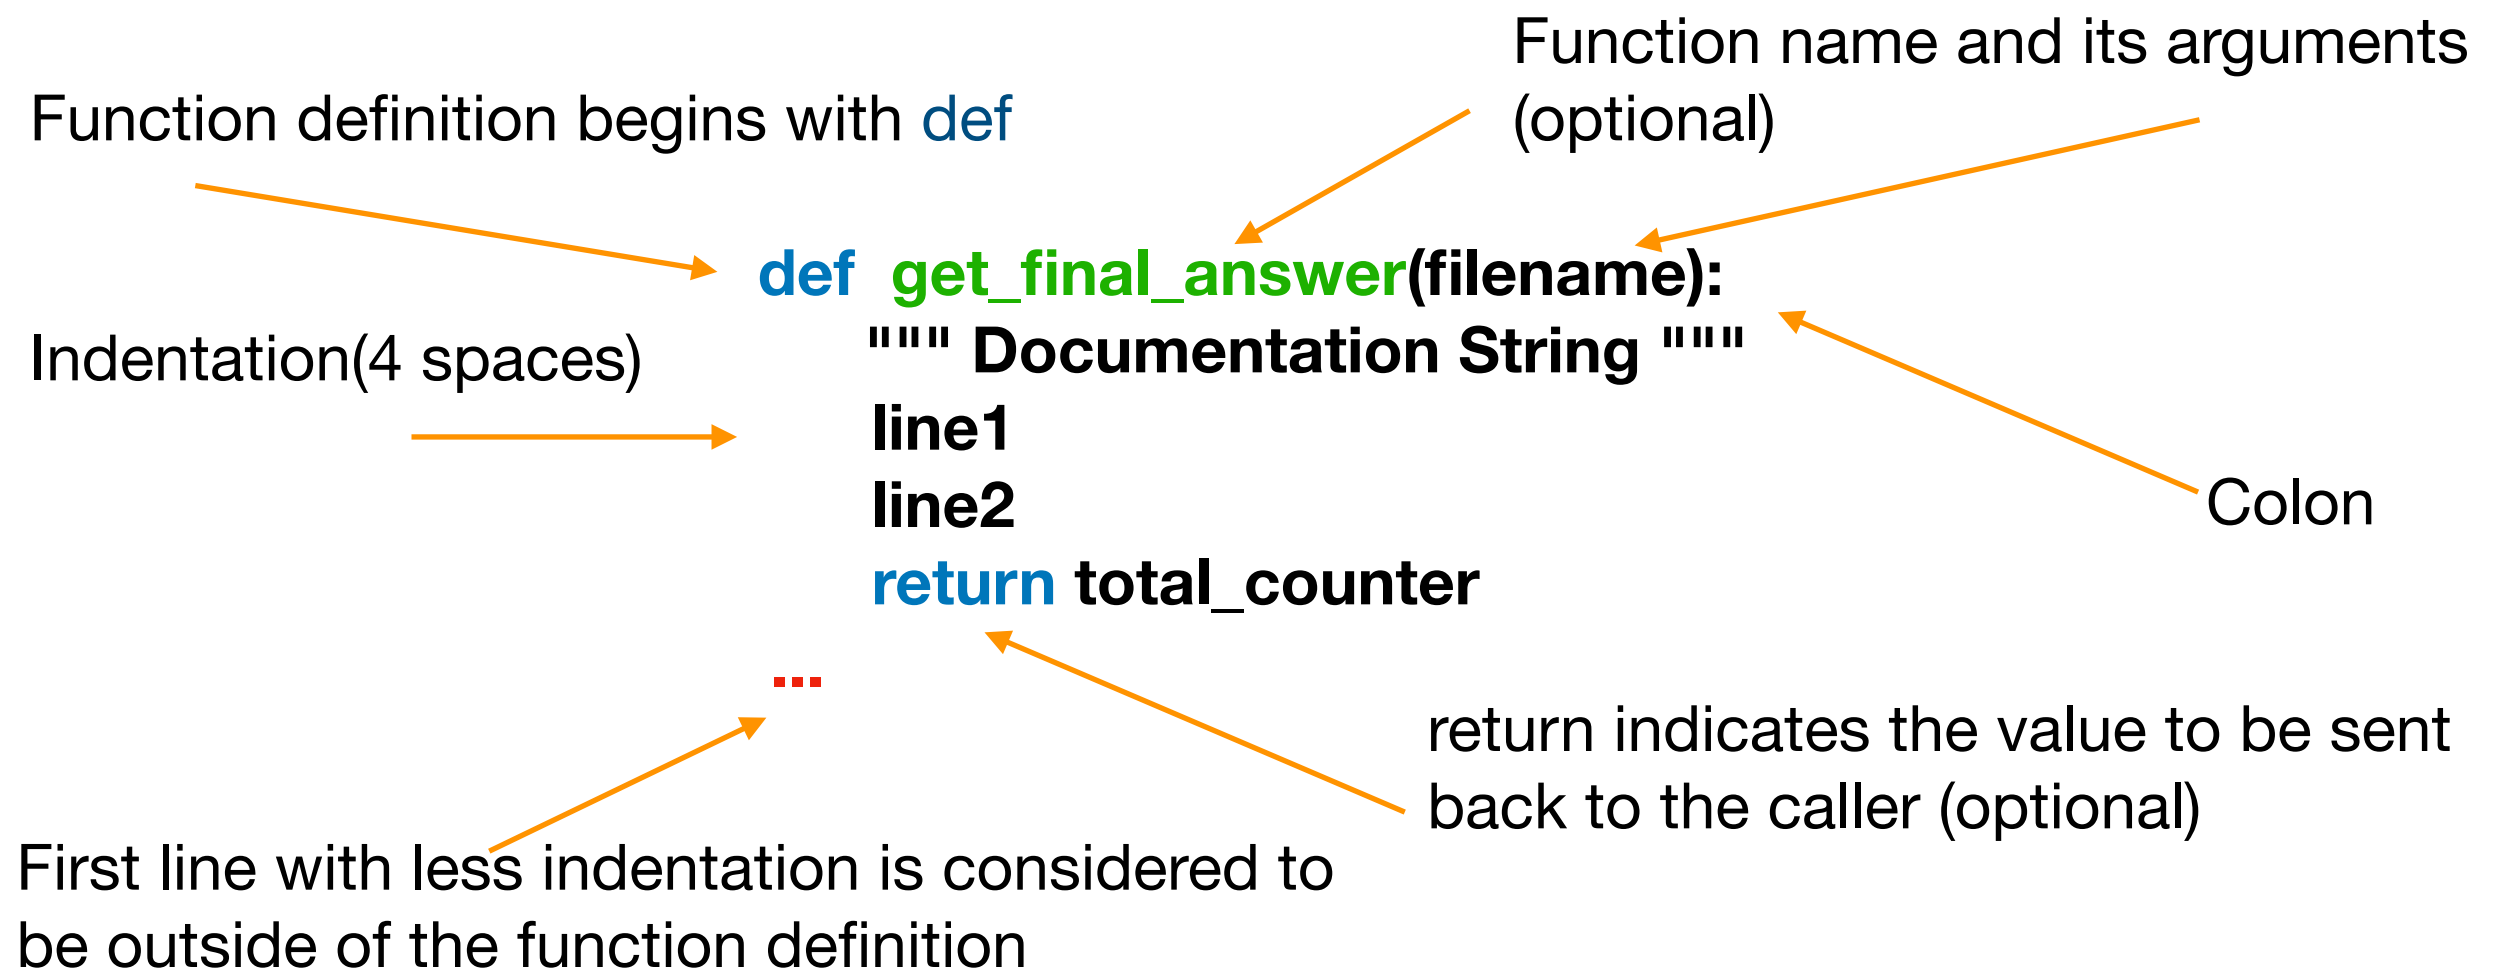 Function name and its arguments
(optional)
Function definition begins with def
def get_final_answer(filename):
Indentation(4 spaces)
""" Documentation String """
line1
line2
Colon
return total_counter
...
return indicates the value to be sent
back to the caller (optional)
First line with less indentation is considered to
be outside of the function definition